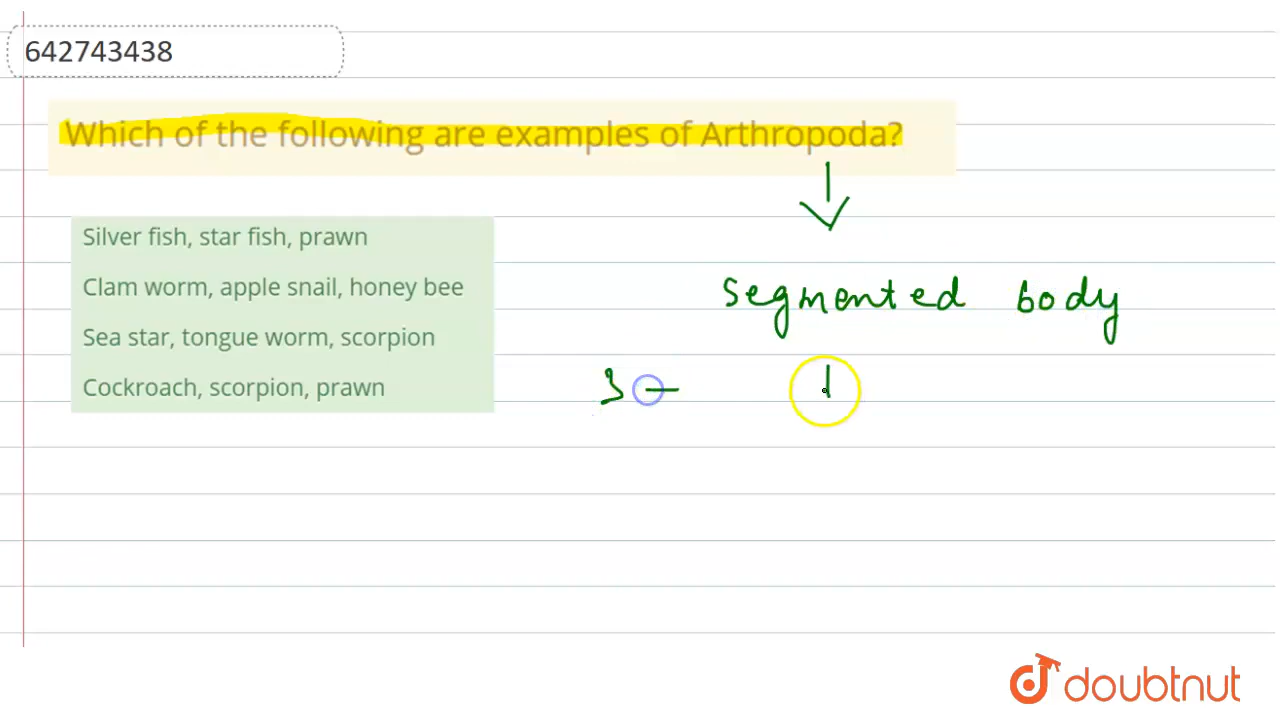 642743438
Which of the following are examples of Arthropoda?
Silver fish, star fish, prawn
Clam worm, apple snail, honey bee
Sea star, tongue worm, scorpion
Cockroach, scorpion, prawn
segmented body
3 -
doubtnut